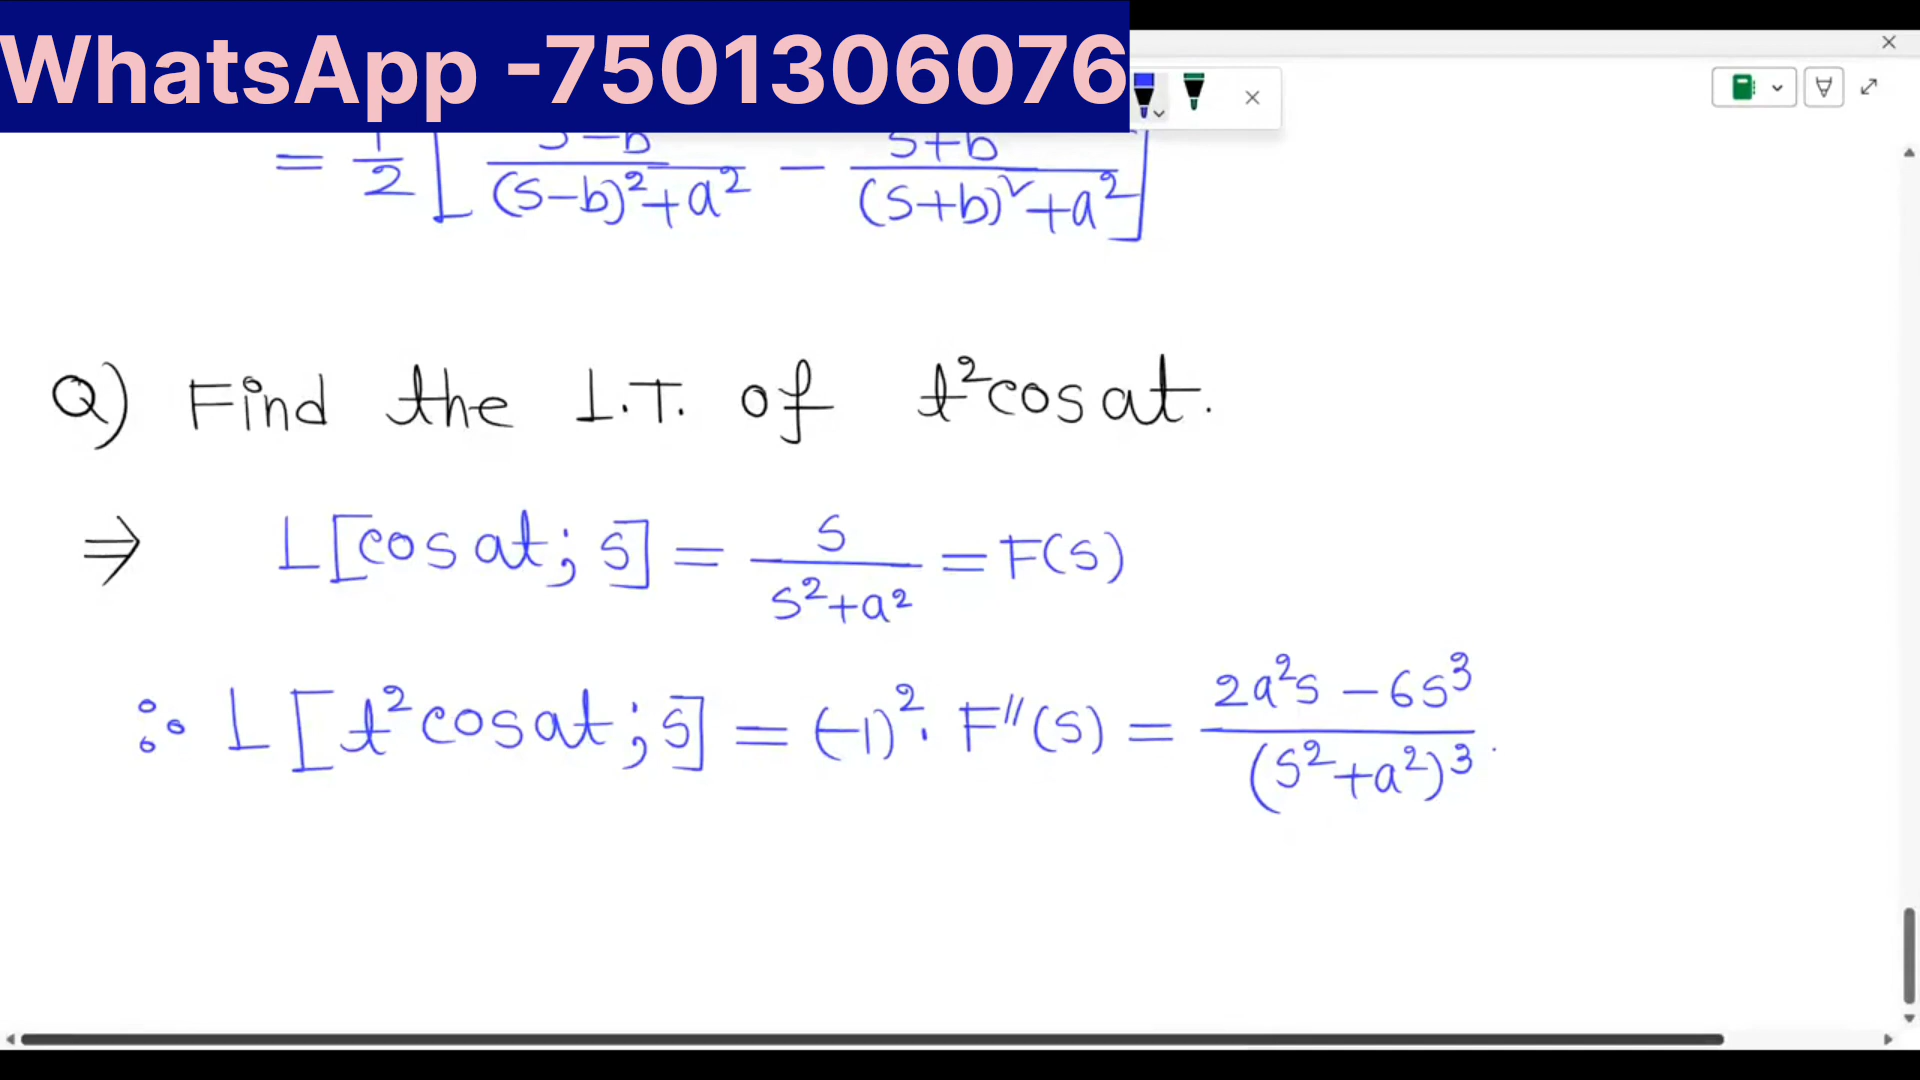 WhatsApp -7501306076
= 1/2 [ s-b/(s-b)²+a² - s+b/(s+b)²+a² ]
Q) Find the L.T. of t²cos at.
⇒ L[cos at; s] = s/s²+a² = F(s)
∴ L[t²cos at; s] = (-1)². F''(s) = 2a²s - 6s³/(s²+a²)³.